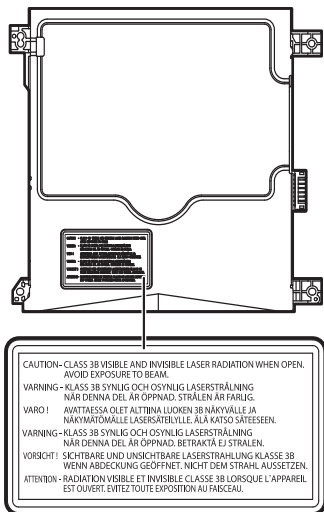 CAUTION- CLASS 3B VISIBLE AND INVISIBLE LASER RADIATION WHEN OPEN.
AVOID EXPOSURE TO BEAM.
VARNING - KLASS 3B SYNLIG OCH OSYNLIG LASERSTRÅLNING
NÄR DENNA DEL ÄR ÖPPNAD. STRÅLEN ÄR FARLIG.
VARO ! AVATTAESSA OLET ALTTIINA LUOKEN 3B NÄKYVÄLLE JA
NÄKYMÄTÖMÄLLE LASERSÄTEILYLLE. ÄLÄ KATSO SÄTEESEEN.
VARNING - KLASS 3B SYNLIG OCH OSYNLIG LASERSTRÅLNING
NÄR DENNA DEL ÄR ÖPPNAD. BETRAKTA EJ STRALEN.
VORSICHT ! SICHTBARE UND UNSICHTBARE LASERSTRAHLUNG KLASSE 3B
WENN ABDECKUNG GEÖFFNET. NICHT DEM STRAHL AUSSETZEN.
ATTENTION - RADIATION VISIBLE ET INVISIBLE CLASSE 3B LORSQUE L'APPAREIL
EST OUVERT. EVITEZ TOUTE EXPOSITION AU FAISCEAU.